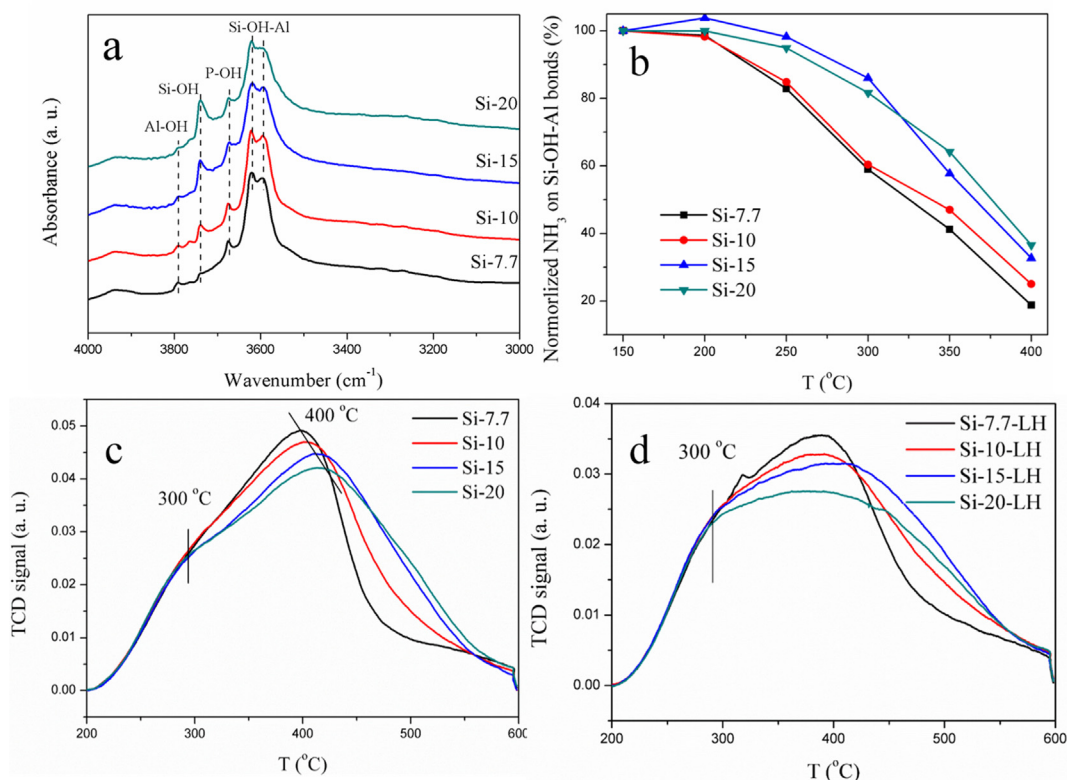 a
Si-OH-Al
P-OH
Si-OH
Al-OH
Si-20
Si-15
Si-10
Si-7.7
Absorbance (a. u.)
4000 3800 3600 3400 3200 3000
Wavenumber (cm⁻¹)
b
Normorlized NH₃ on Si-OH-Al bonds (%)
100
80
60
40
20
Si-7.7
Si-10
Si-15
Si-20
150 200 250 300 350 400
T (°C)
c
400 °C
300 °C
Si-7.7
Si-10
Si-15
Si-20
TCD signal (a. u.)
0.05
0.04
0.03
0.02
0.01
0.00
200 300 400 500 600
T (°C)
d
300 °C
Si-7.7-LH
Si-10-LH
Si-15-LH
Si-20-LH
TCD signal (a. u.)
0.04
0.03
0.02
0.01
0.00
200 300 400 500 600
T (°C)